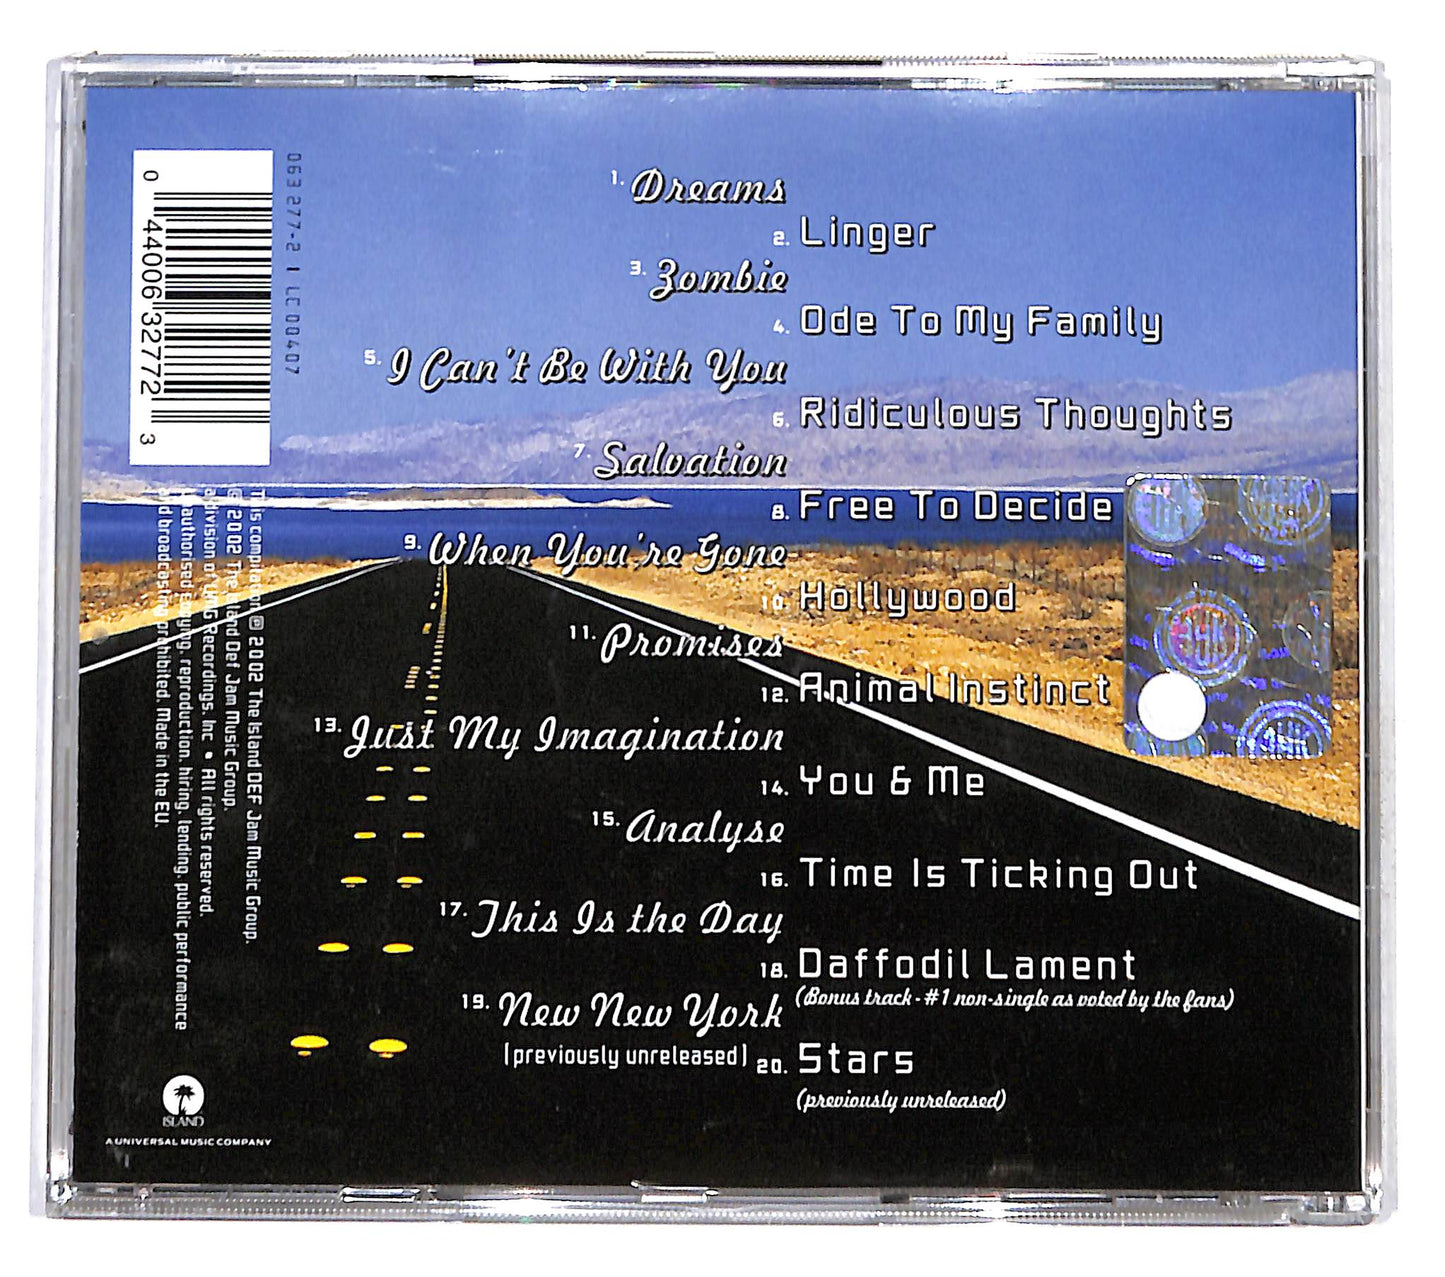 1. Dreams
2. Linger
3. Zombie
4. Ode To My Family
5. I Can't Be With You
6. Ridiculous Thoughts
7. Salvation
8. Free To Decide
9. When You're Gone
10. Hollywood
11. Promises
12. Animal Instinct
13. Just My Imagination
14. You & Me
15. Analyse
16. Time Is Ticking Out
17. This Is the Day
18. Daffodil Lament
(Bonus track - #1 non-single as voted by the fans)
19. New New York
(previously unreleased)
20. Stars
(previously unreleased)
063 277-2 | LC00407
0 44006 32772 3
This compilation ℗ 2002 The Island DEF Jam Music Group.
© 2002 The Island Def Jam Music Group.
a division of UMG Recordings, Inc • All rights reserved.
Unauthorised copying, reproduction, hiring, lending, public performance
and broadcasting prohibited. Made in the EU.
ISLAND
A UNIVERSAL MUSIC COMPANY